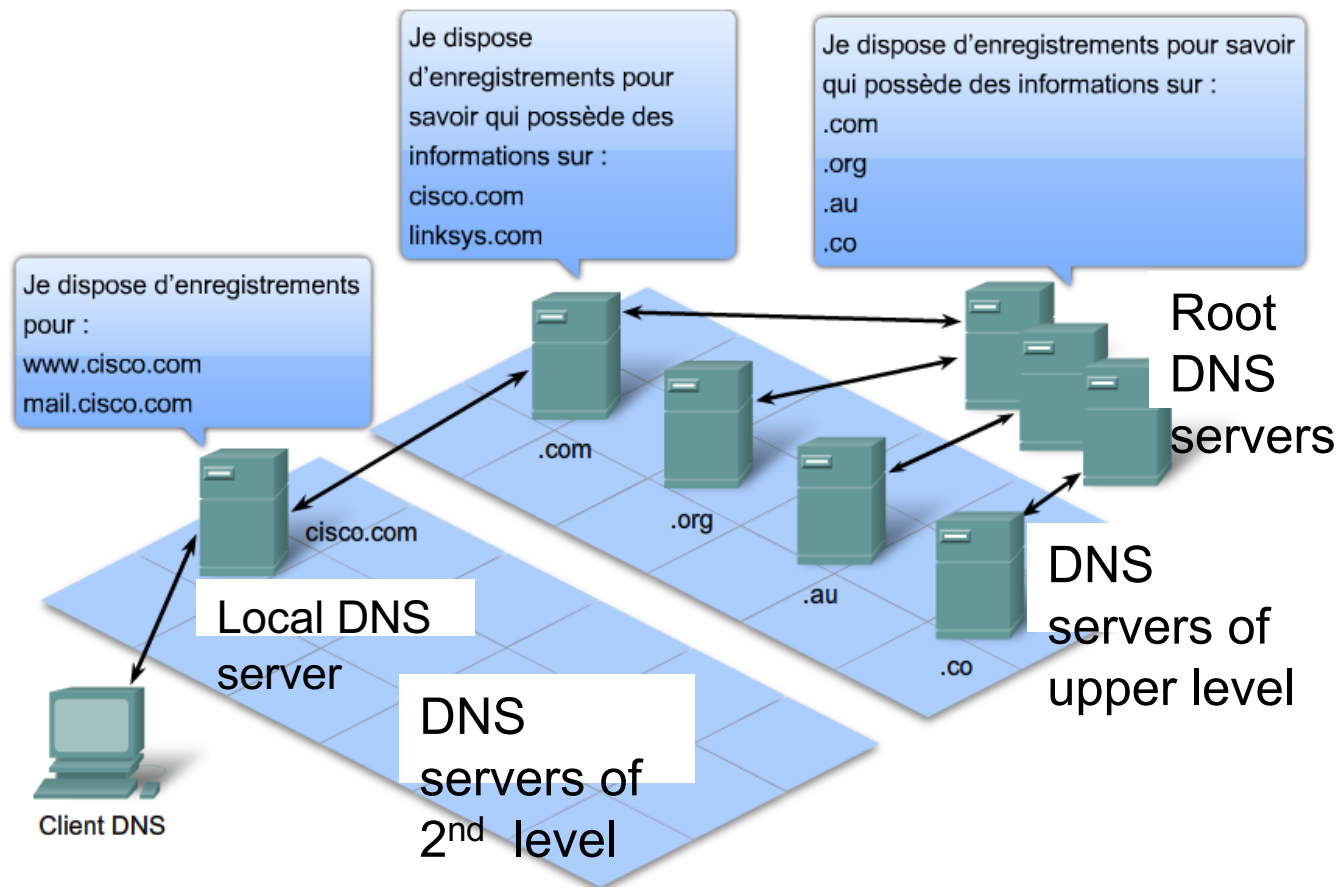 Je dispose
d'enregistrements pour
savoir qui possède des
informations sur :
cisco.com
linksys.com
Je dispose d'enregistrements pour savoir
qui possède des informations sur :
.com
.org
.au
.co
Je dispose d'enregistrements
pour :
www.cisco.com
mail.cisco.com
Root
DNS
servers
.com
.org
.au
.co
cisco.com
DNS
servers of
upper level
Local DNS
server
DNS
servers of
2nd level
Client DNS